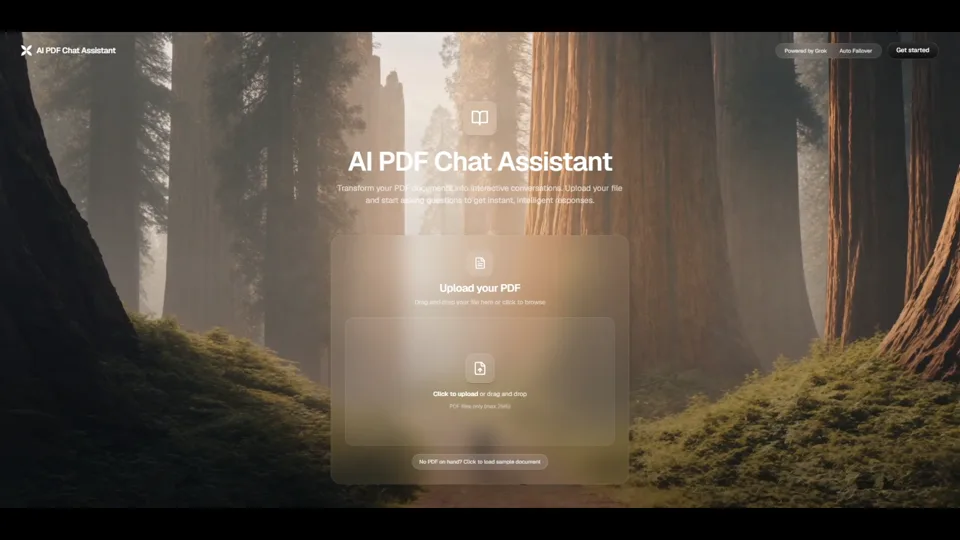 AI PDF Chat Assistant
Powered by Grok
Auto Failover
Get started
AI PDF Chat Assistant
Transform your PDF documents into interactive conversations. Upload your file
and start asking questions to get instant, intelligent responses.
Upload your PDF
Drag and drop your file here or click to browse
Click to upload or drag and drop
PDF files only (max
No PDF on hand? Click to load sample document